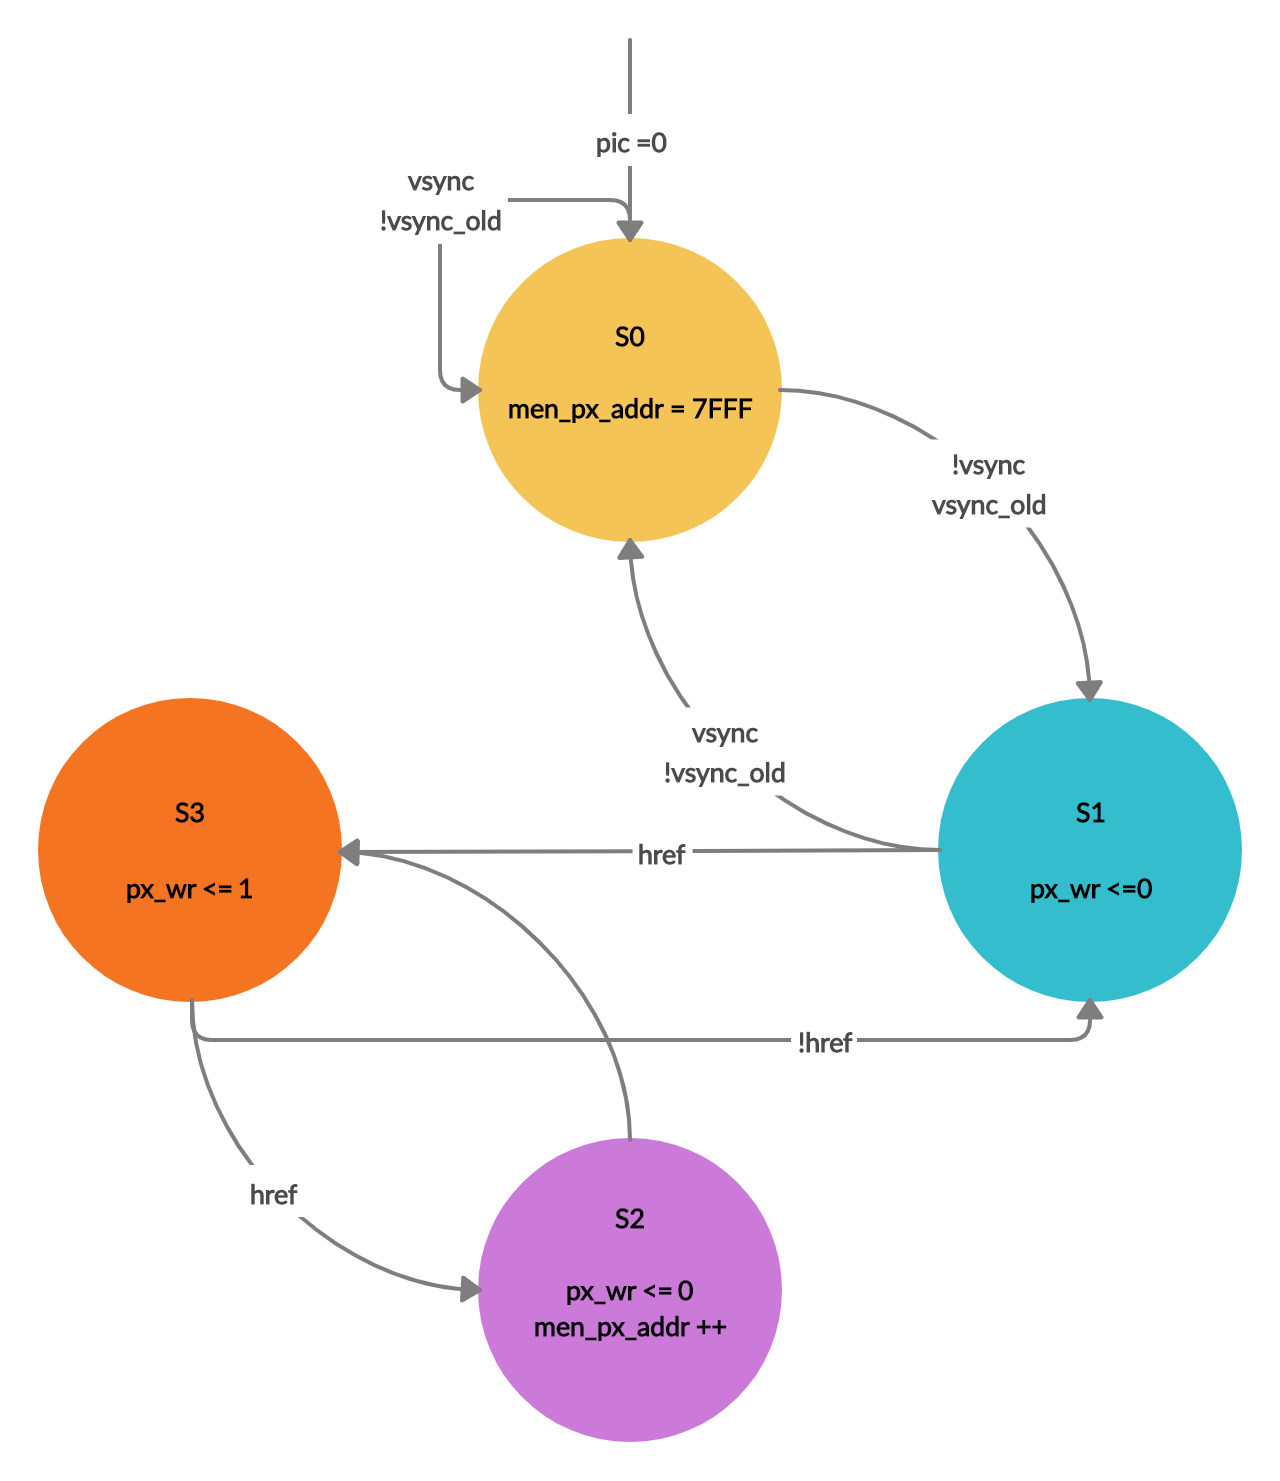 pic =0
vsync
!vsync_old
S0
men_px_addr = 7FFF
!vsync
vsync_old
vsync
!vsync_old
S3
px_wr <= 1
href
S1
px_wr <=0
!href
href
S2
px_wr <= 0
men_px_addr ++